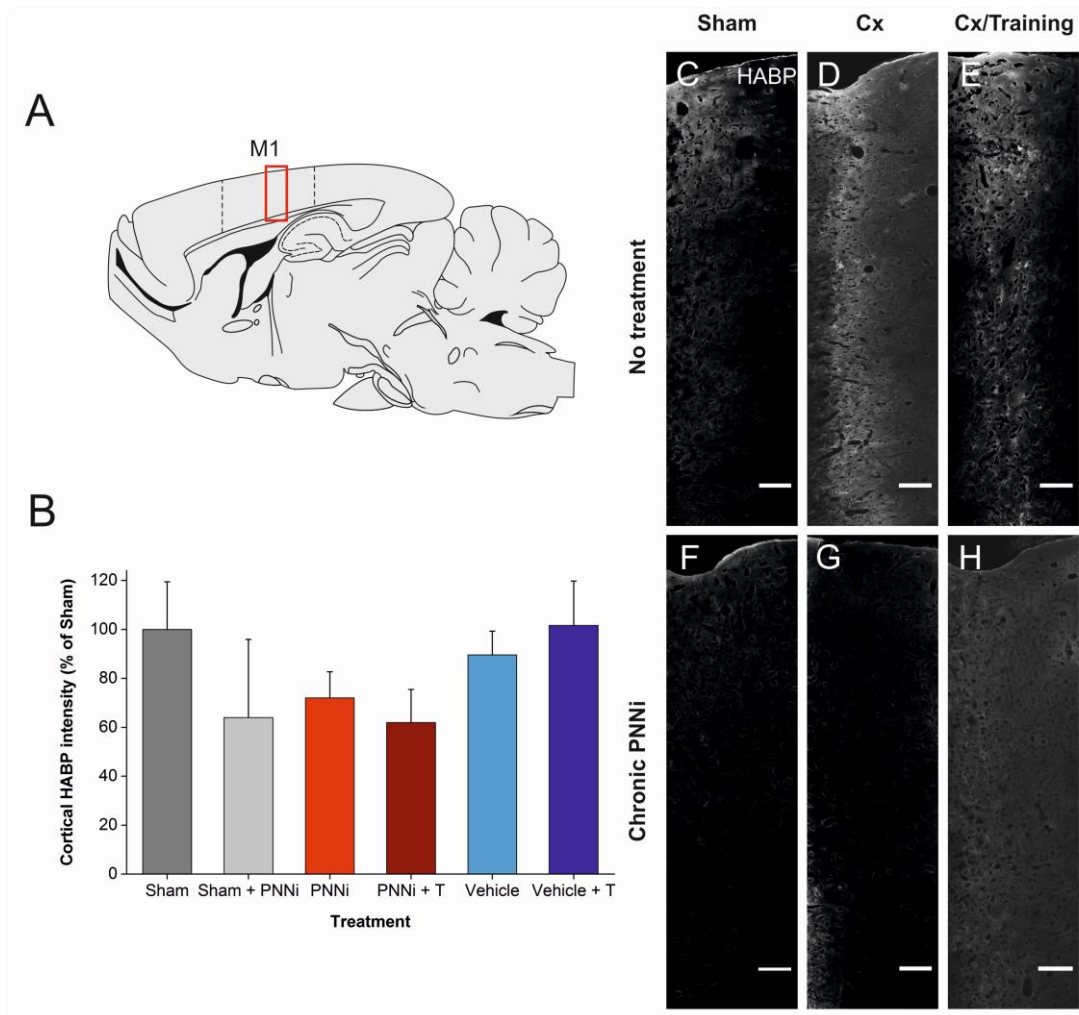 Sham Cx Cx/Training
A
M1
No treatment
C HABP D E
B
Cortical HABP intensity (% of Sham)
120
100
80
60
40
20
0
Sham Sham + PNNi PNNi PNNi + T Vehicle Vehicle + T
Treatment
Chronic PNNi
F G H